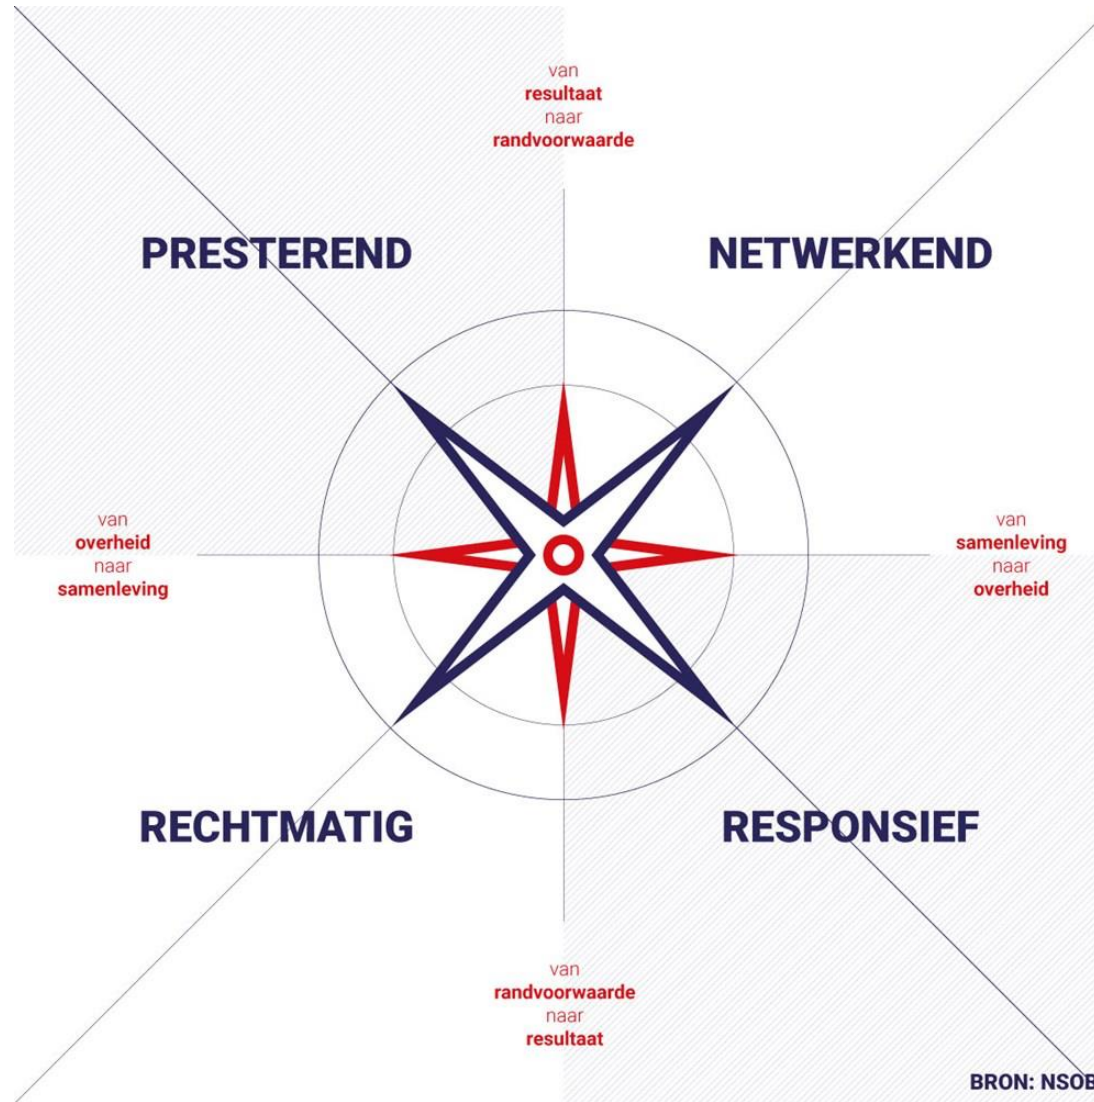 van
resultaat
naar
randvoorwaarde
PRESTEREND
NETWERKEND
van
overheid
naar
samenleving
van
samenleving
naar
overheid
RECHTMATIG
RESPONSIEF
van
randvoorwaarde
naar
resultaat
BRON: NSOB